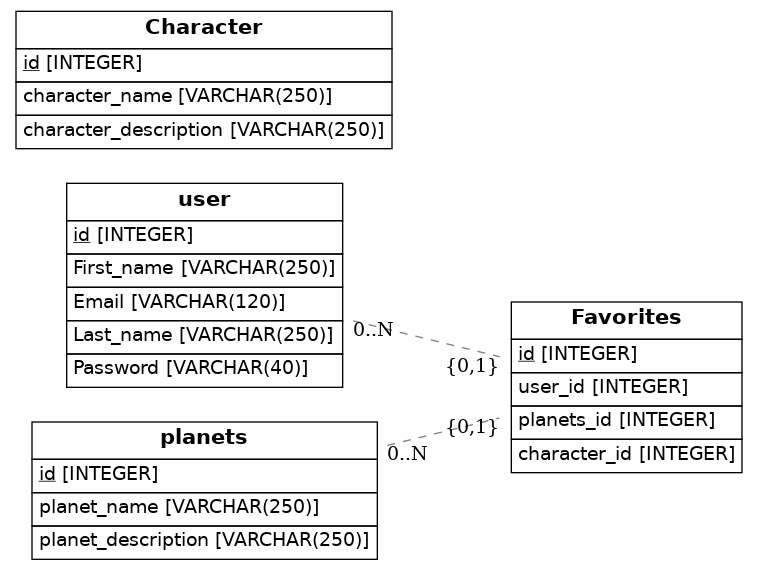 Character
id [INTEGER]
character_name [VARCHAR(250)]
character_description [VARCHAR(250)]
user
id [INTEGER]
First_name [VARCHAR(250)]
Email [VARCHAR(120)]
Last_name [VARCHAR(250)]
Password [VARCHAR(40)]
0..N
{0,1}
Favorites
id [INTEGER]
user_id [INTEGER]
planets_id [INTEGER]
character_id [INTEGER]
planets
id [INTEGER]
planet_name [VARCHAR(250)]
planet_description [VARCHAR(250)]
{0,1}
0..N